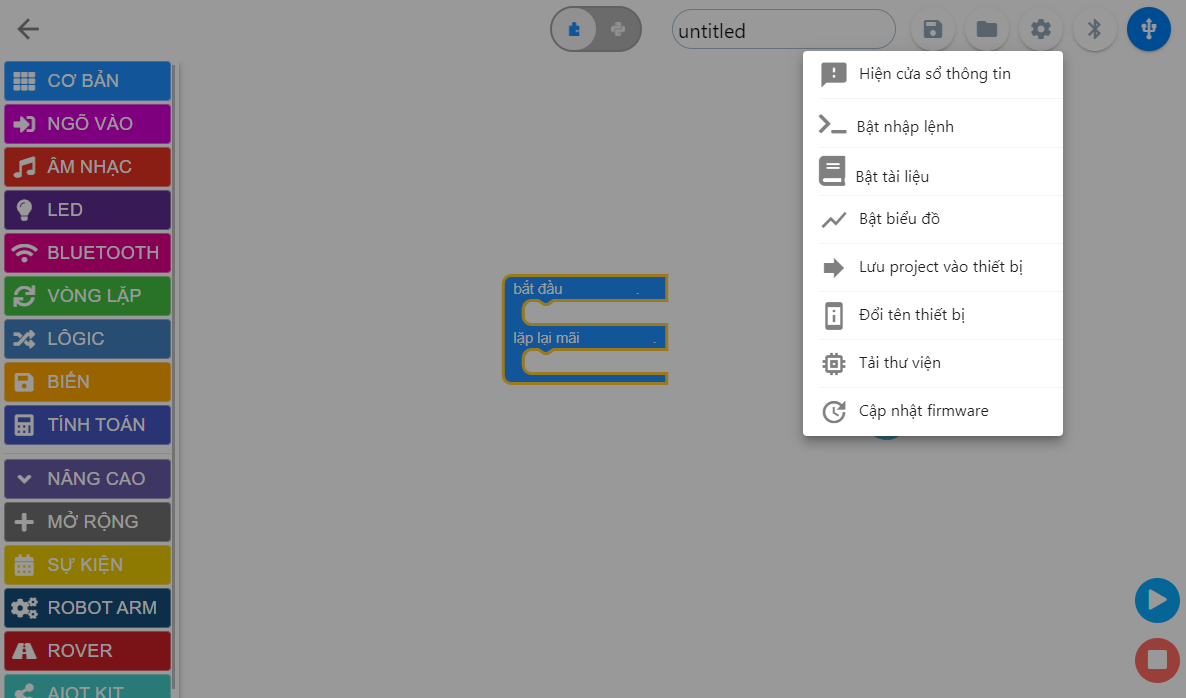 untitled
CƠ BẢN
NGÕ VÀO
ÂM NHẠC
LED
BLUETOOTH
VÒNG LẶP
LÔGIC
BIẾN
TÍNH TOÁN
NÂNG CAO
MỞ RỘNG
SỰ KIỆN
ROBOT ARM
ROVER
AIOT KIT
bắt đầu .
lặp lại mãi .
Hiện cửa sổ thông tin
Bật nhập lệnh
Bật tài liệu
Bật biểu đồ
Lưu project vào thiết bị
Đổi tên thiết bị
Tải thư viện
Cập nhật firmware